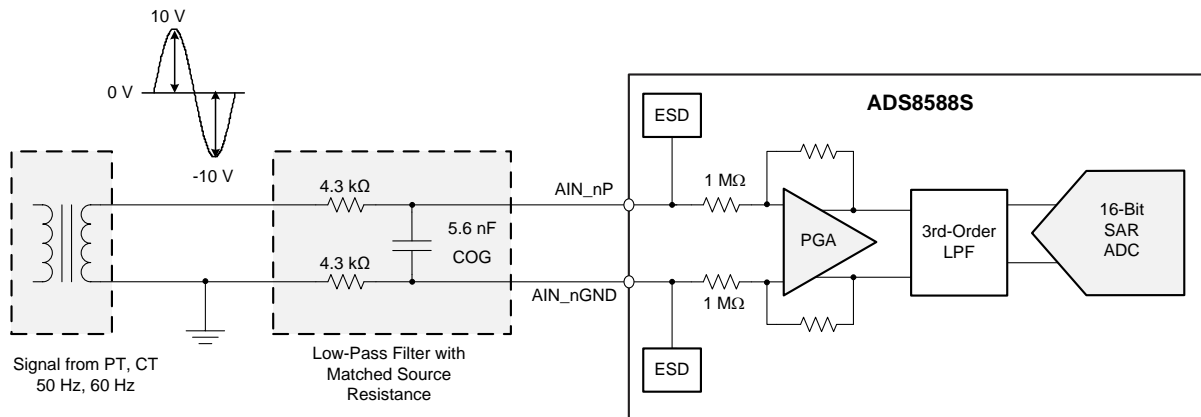 10 V
0 V
-10 V
ADS8588S
ESD
4.3 kΩ
AIN_nP
1 MΩ
5.6 nF
COG
PGA
3rd-Order
LPF
16-Bit
SAR
ADC
4.3 kΩ
AIN_nGND
1 MΩ
ESD
Signal from PT, CT
50 Hz, 60 Hz
Low-Pass Filter with
Matched Source
Resistance